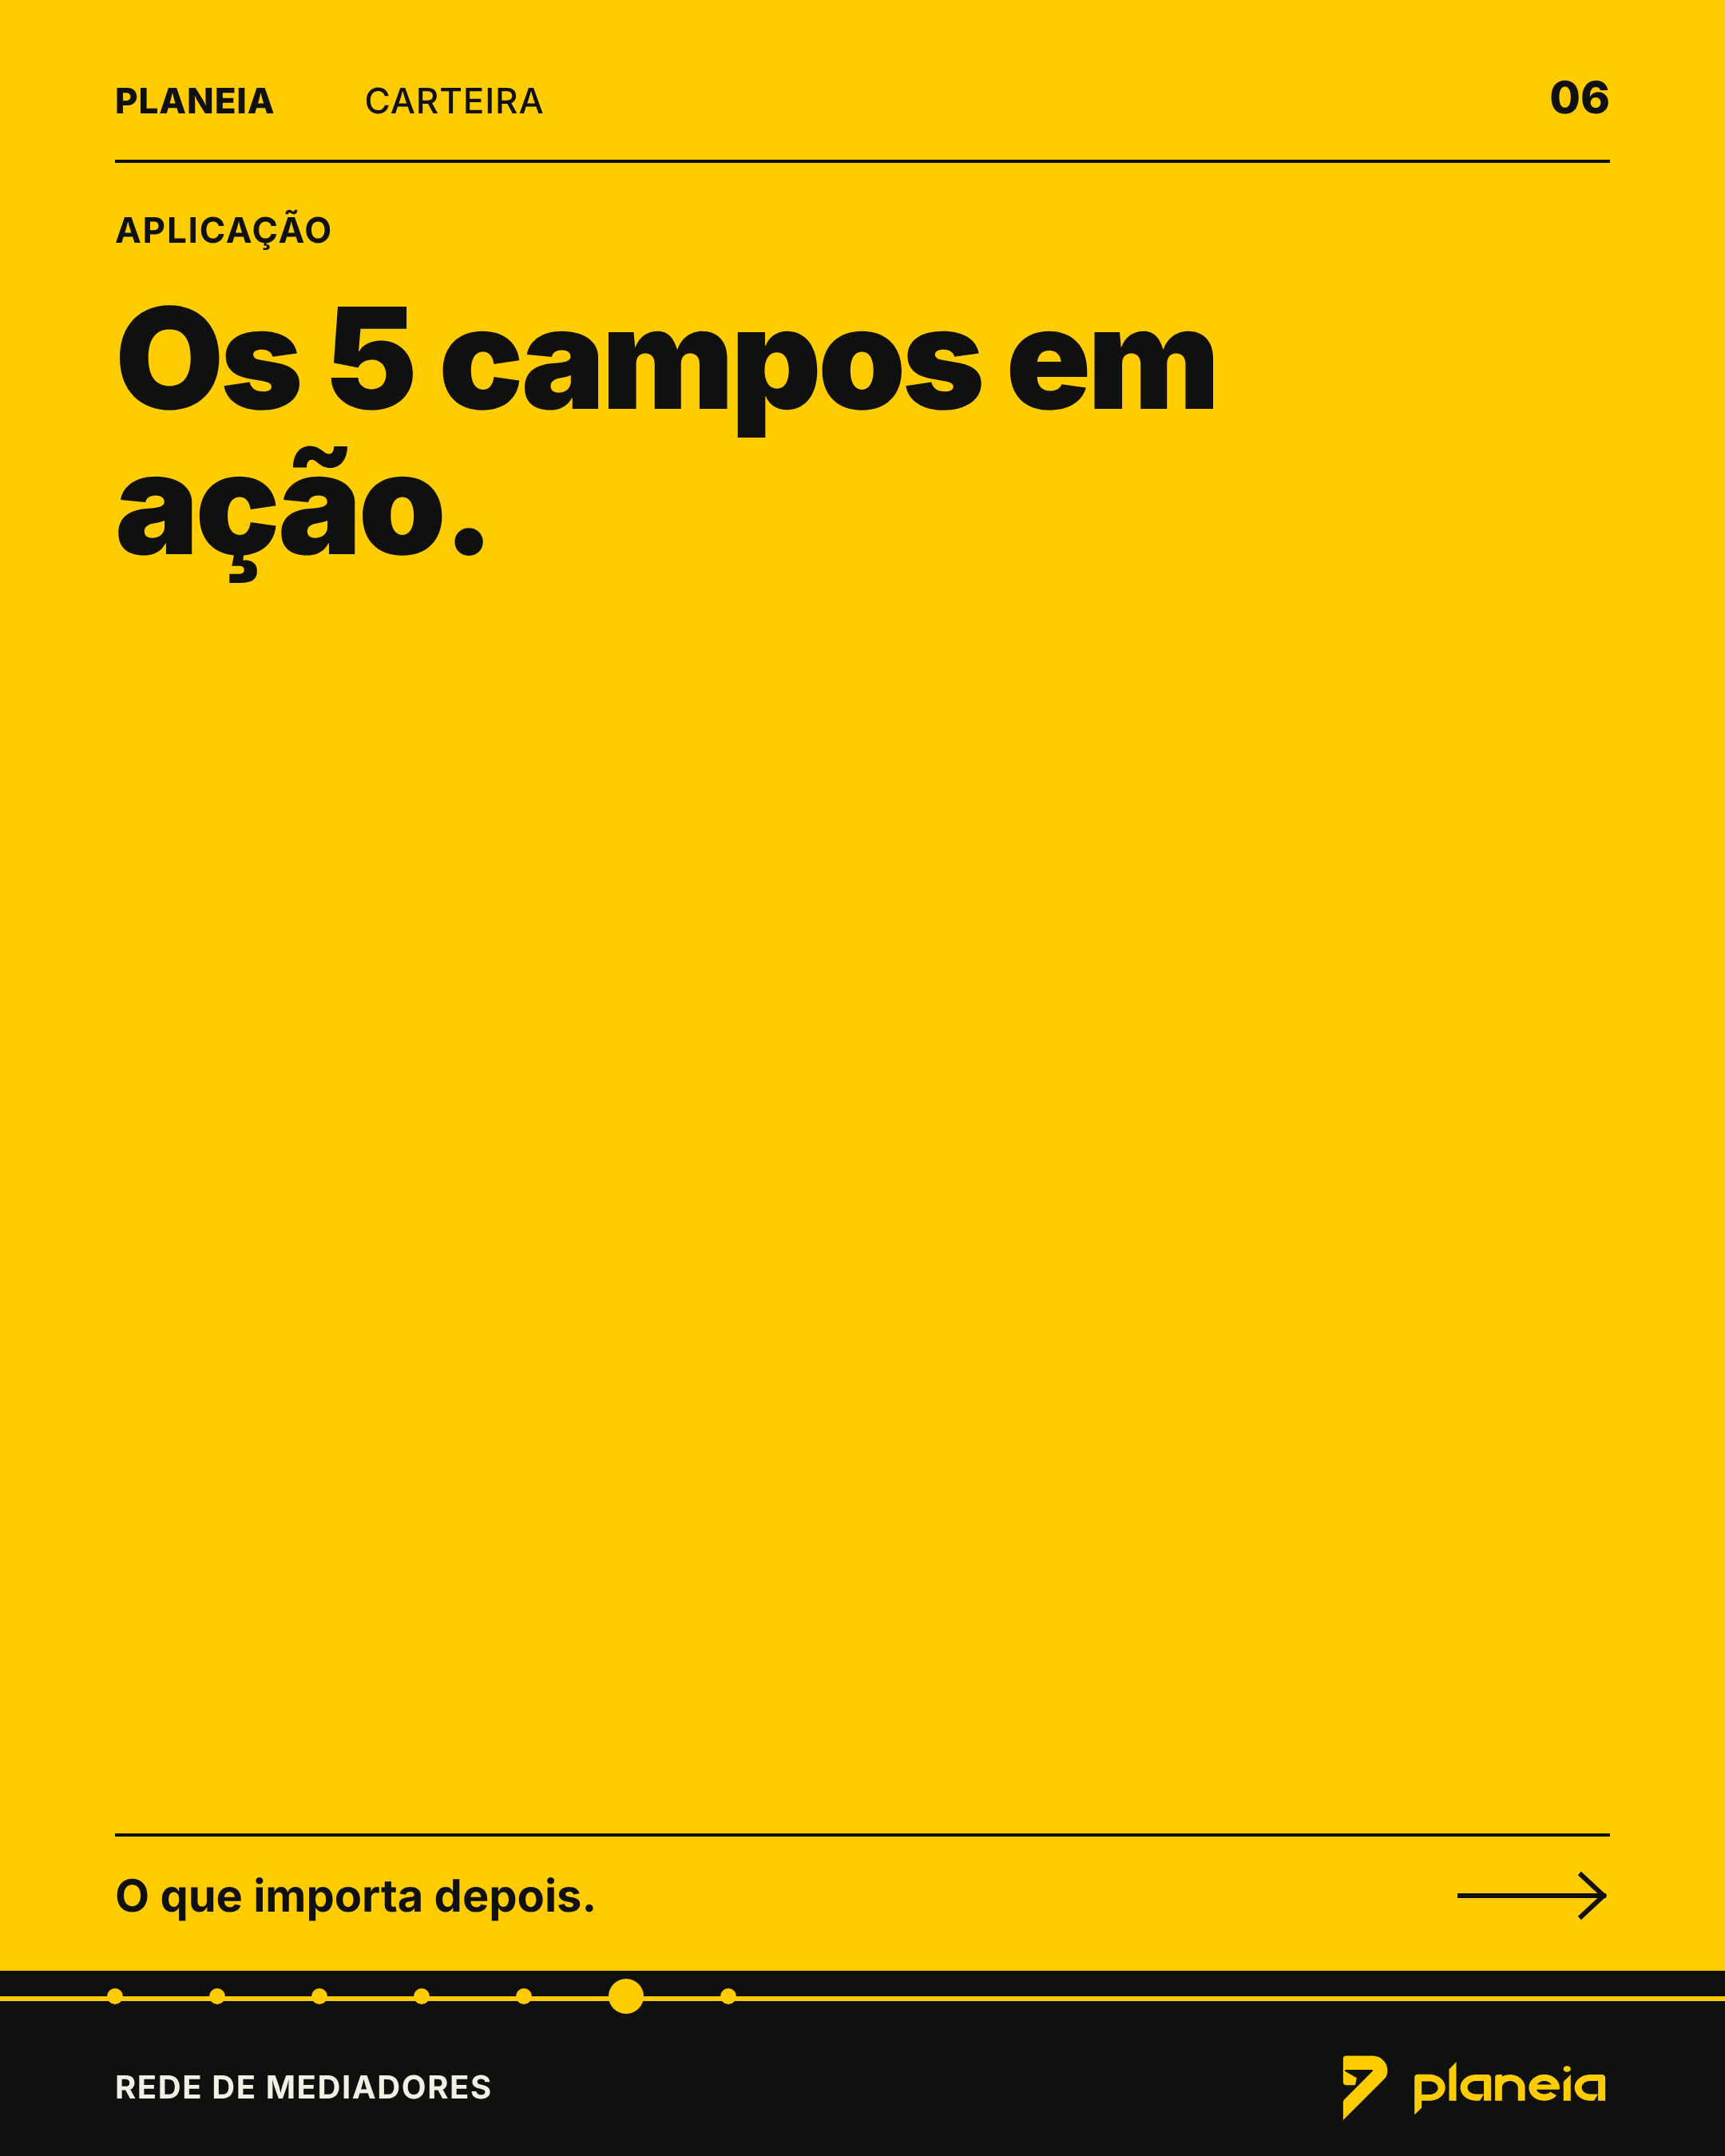 PLANEIA CARTEIRA 06
APLICAÇÃO
Os 5 campos em
ação.
O que importa depois.
REDE DE MEDIADORES
planeia